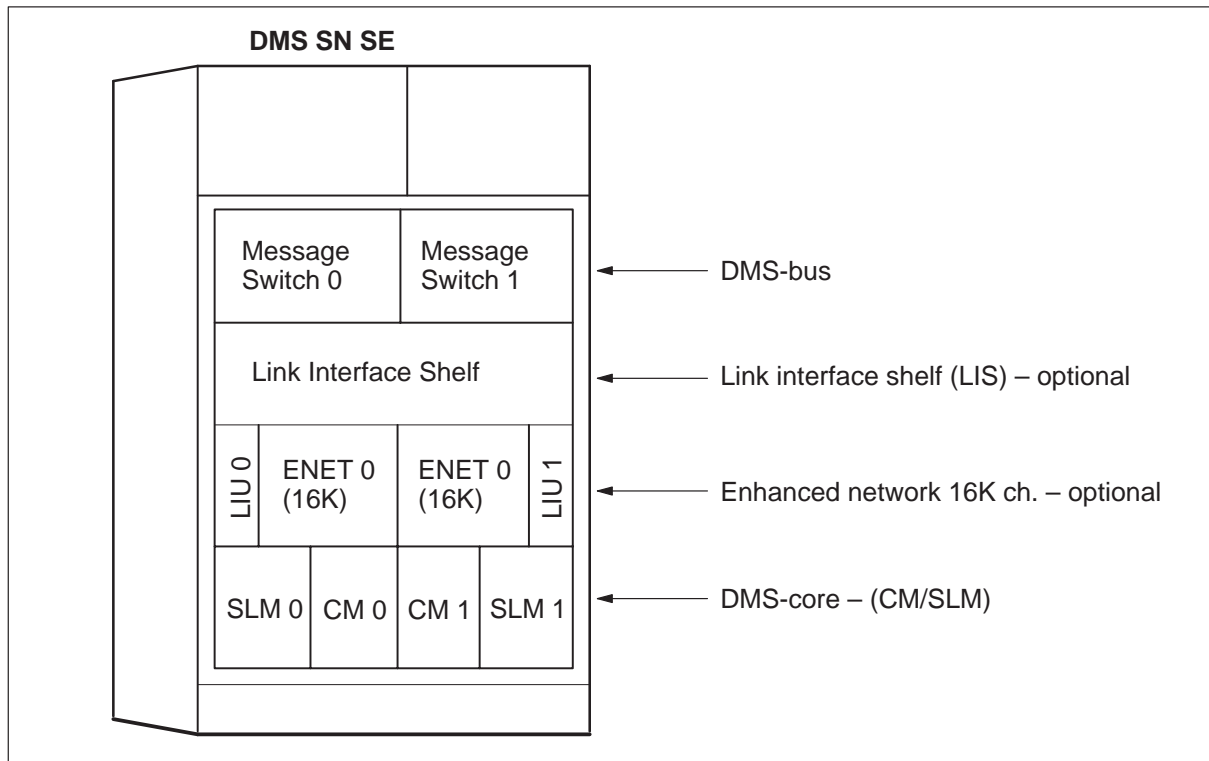 DMS SN SE
Message
Switch 0
Message
Switch 1
DMS-bus
Link Interface Shelf
Link interface shelf (LIS) – optional
LIU 0
ENET 0
(16K)
ENET 0
(16K)
LIU 1
Enhanced network 16K ch. – optional
SLM 0
CM 0
CM 1
SLM 1
DMS-core – (CM/SLM)